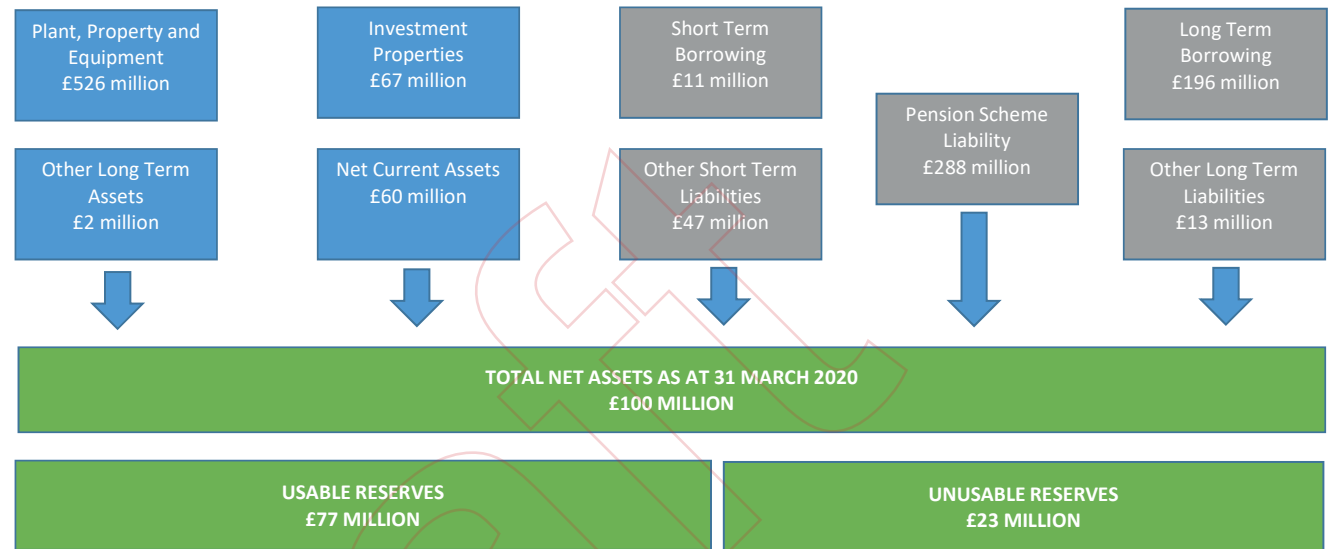 Plant, Property and
Equipment
£526 million
Investment
Properties
£67 million
Short Term
Borrowing
£11 million
Long Term
Borrowing
£196 million
Pension Scheme
Liability
£288 million
Other Long Term
Assets
£2 million
Net Current Assets
£60 million
Other Short Term
Liabilities
£47 million
Other Long Term
Liabilities
£13 million
TOTAL NET ASSETS AS AT 31 MARCH 2020
£100 MILLION
USABLE RESERVES
£77 MILLION
UNUSABLE RESERVES
£23 MILLION